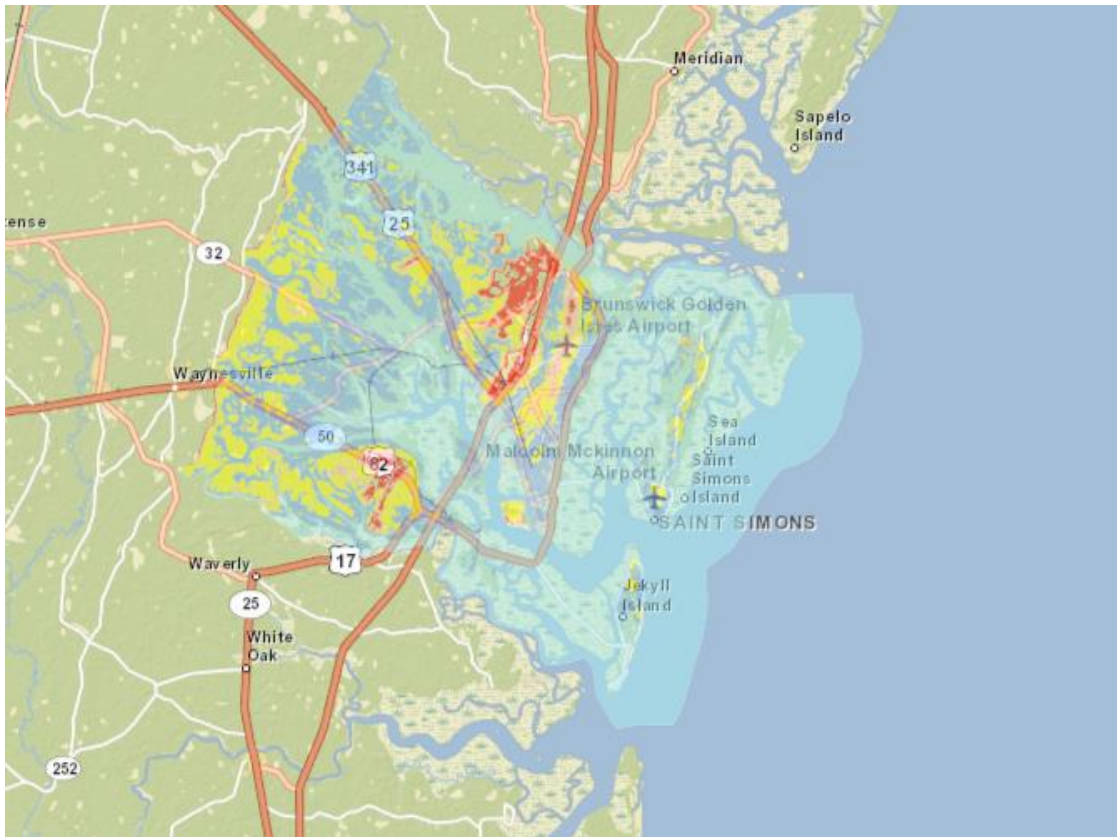 Meridian
Sapelo
Island
341
25
tense
32
Brunswick Golden
Isles Airport
Waynesville
50
82
Malcolm Mckinnon
Airport
Sea
Island
Saint
Simons
Island
SAINT SIMONS
17
Waverly
25
Jekyll
Island
White
Oak
252